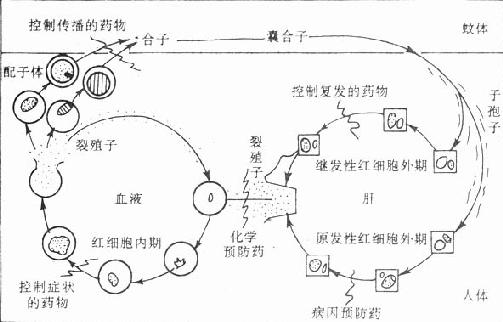 控制传播的药物
合子
囊合子
蚊体
配子体
控制复发的药物
子孢子
裂殖子
裂殖子
继发性红细胞外期
血液
肝
化学
预防药
原发性红细胞外期
红细胞内期
控制症状
的药物
病因预防药
人体